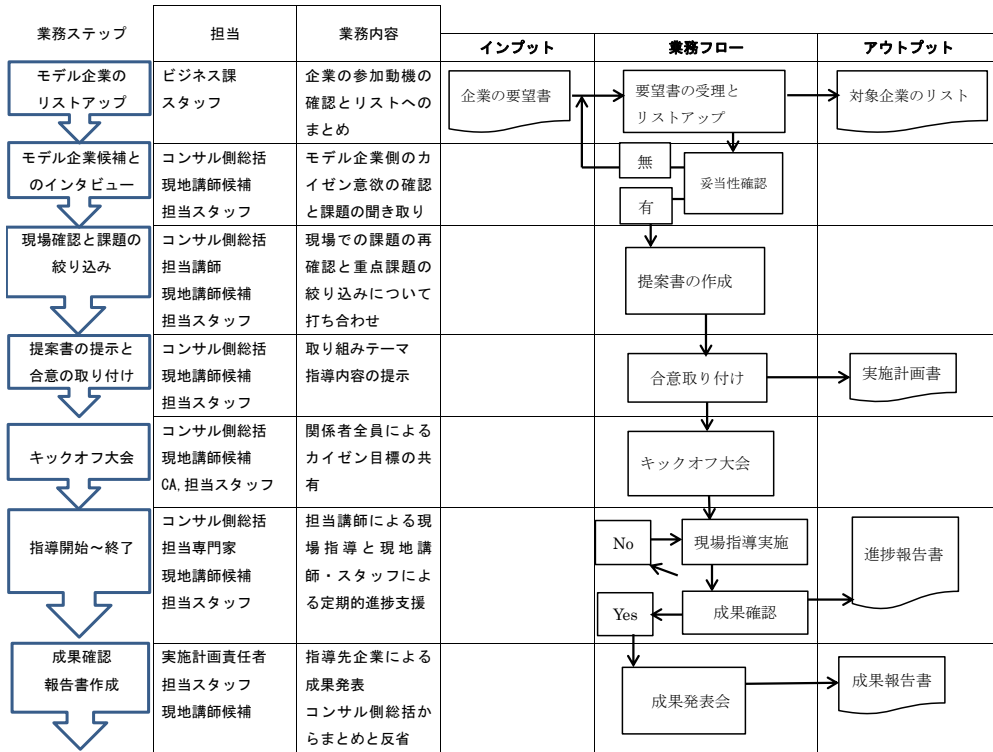 業務ステップ
担当
業務内容
インプット
業務フロー
アウトプット
モデル企業の
リストアップ
ビジネス課
スタッフ
企業の参加動機の
確認とリストへの
まとめ
企業の要望書
要望書の受理と
リストアップ
対象企業のリスト
モデル企業候補と
のインタビュー
コンサル側総括
現地講師候補
担当スタッフ
モデル企業側のカ
イゼン意欲の確認
と課題の聞き取り
無
妥当性確認
有
現場確認と課題の
絞り込み
コンサル側総括
担当講師
現地講師候補
担当スタッフ
現場での課題の再
確認と重点課題の
絞り込みについて
打ち合わせ
提案書の作成
提案書の提示と
合意の取り付け
コンサル側総括
現地講師候補
担当スタッフ
取り組みテーマ
指導内容の提示
合意取り付け
実施計画書
キックオフ大会
コンサル側総括
現地講師候補
CA,担当スタッフ
関係者全員による
カイゼン目標の共
有
キックオフ大会
指導開始～終了
コンサル側総括
担当専門家
現地講師候補
担当スタッフ
担当講師による現
場指導と現地講
師・スタッフによ
る定期的進捗支援
No
現場指導実施
進捗報告書
Yes
成果確認
成果確認
報告書作成
実施計画責任者
担当スタッフ
現地講師候補
指導先企業による
成果発表
コンサル側総括か
らまとめと反省
成果発表会
成果報告書